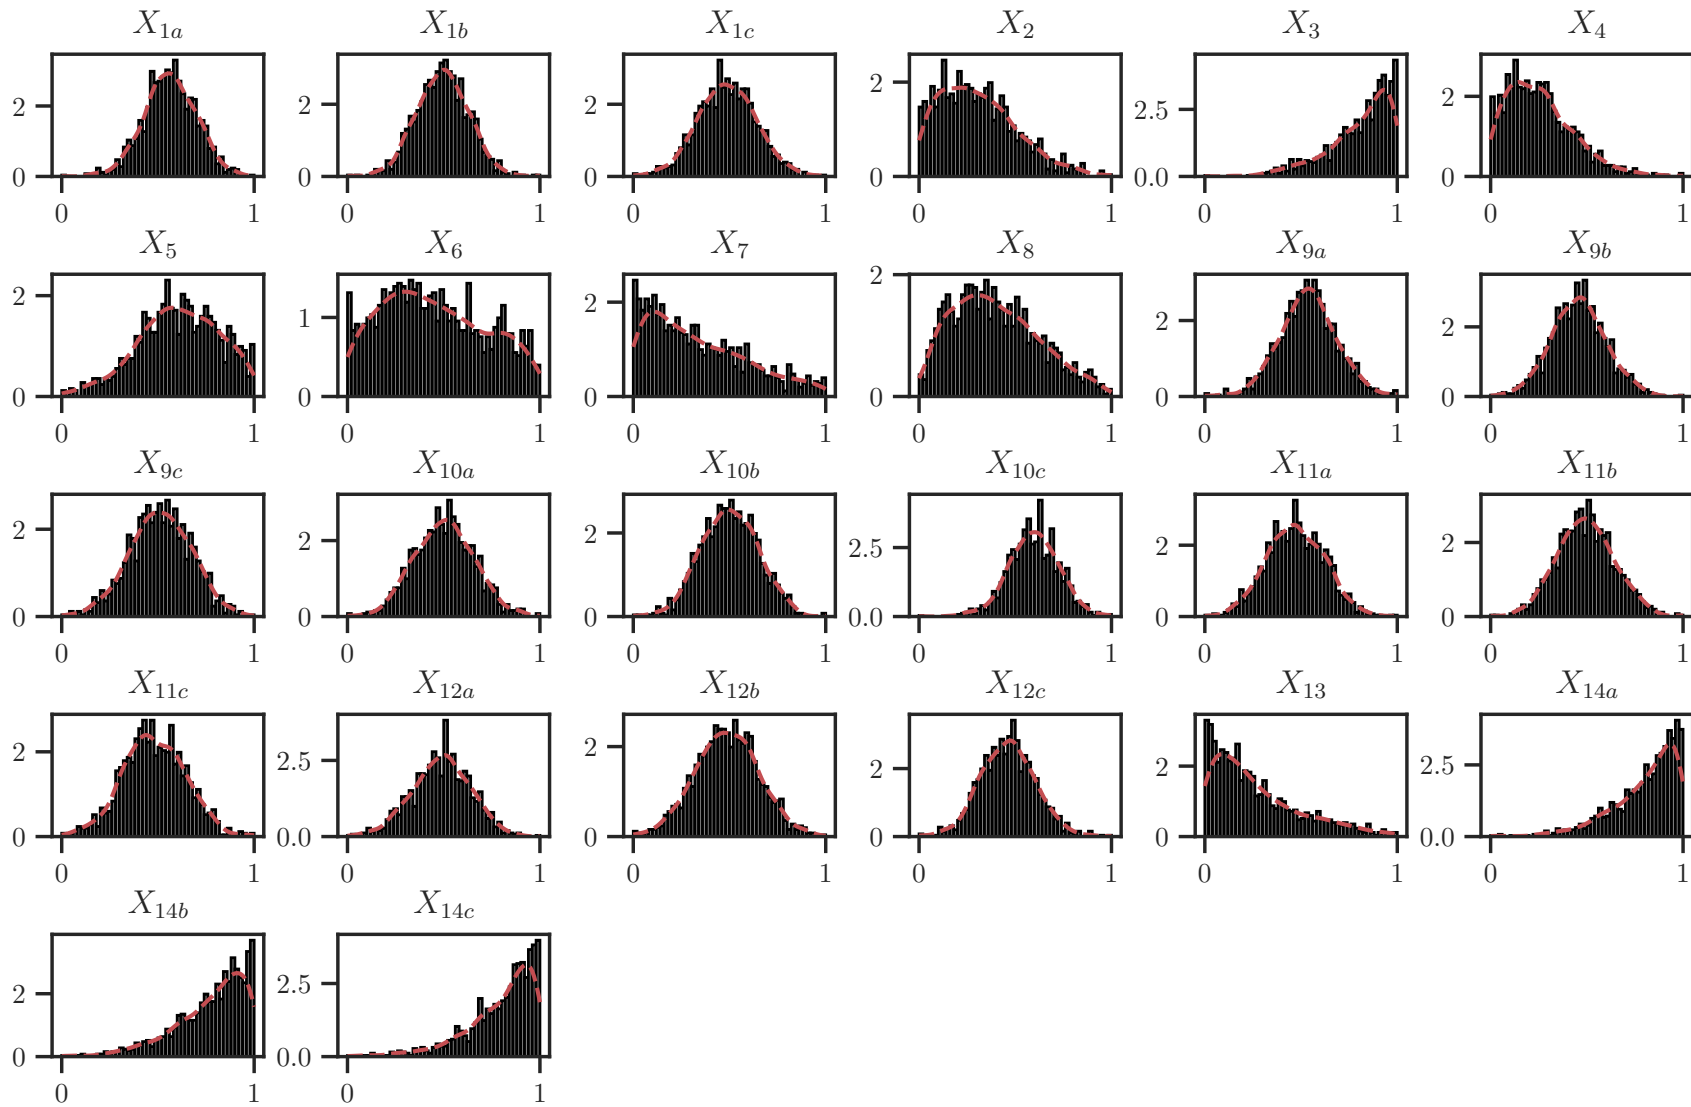 X1a X1b X1c X2 X3 X4
2 0 0 1 2 0 0 1 2 0 0 1 2 0 0 1 2.5 0.0 0 1 2 0 0 1
X5 X6 X7 X8 X9a X9b
2 0 0 1 1 0 0 1 2 0 0 1 2 0 0 1 2 0 0 1 2 0 0 1
X9c X10a X10b X10c X11a X11b
2 0 0 1 2 0 0 1 2 0 0 1 2.5 0.0 0 1 2 0 0 1 2 0 0 1
X11c X12a X12b X12c X13 X14a
2 0 0 1 2.5 0.0 0 1 2 0 0 1 2 0 0 1 2 0 0 1 2.5 0.0 0 1
X14b X14c
2 0 0 1 2.5 0.0 0 1